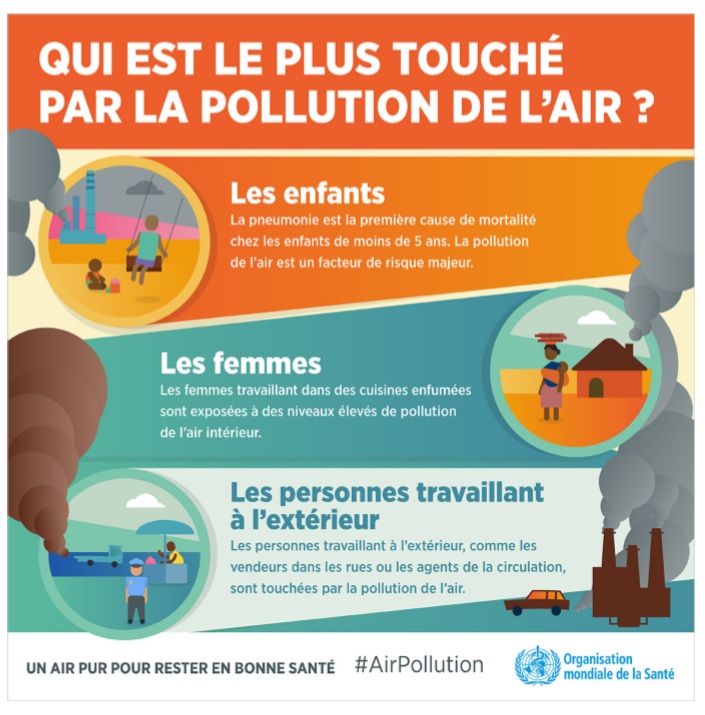 QUI EST LE PLUS TOUCHÉ
PAR LA POLLUTION DE L'AIR ?
Les enfants
La pneumonie est la première cause de mortalité
chez les enfants de moins de 5 ans. La pollution
de l'air est un facteur de risque majeur.
Les femmes
Les femmes travaillant dans des cuisines enfumées
sont exposées à des niveaux élevés de pollution
de l'air intérieur.
Les personnes travaillant
à l'extérieur
Les personnes travaillant à l'extérieur, comme les
vendeurs dans les rues ou les agents de la circulation,
sont touchées par la pollution de l'air.
UN AIR PUR POUR RESTER EN BONNE SANTÉ
#AirPollution
Organisation
mondiale de la Santé